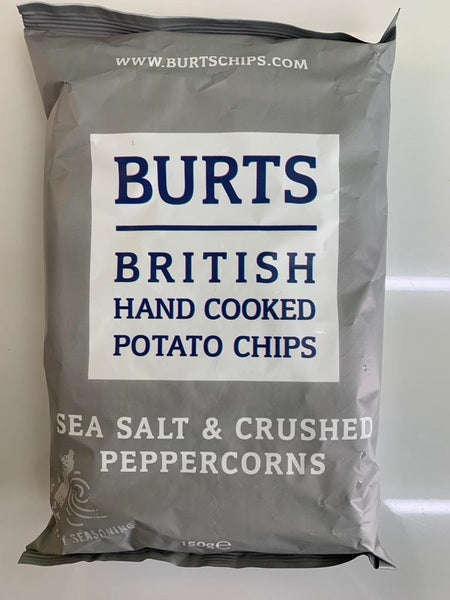 WWW.BURTSCHIPS.COM
BURTS
BRITISH
HAND COOKED
POTATO CHIPS
SEA SALT & CRUSHED
PEPPERCORNS
SEASONING
150g℮